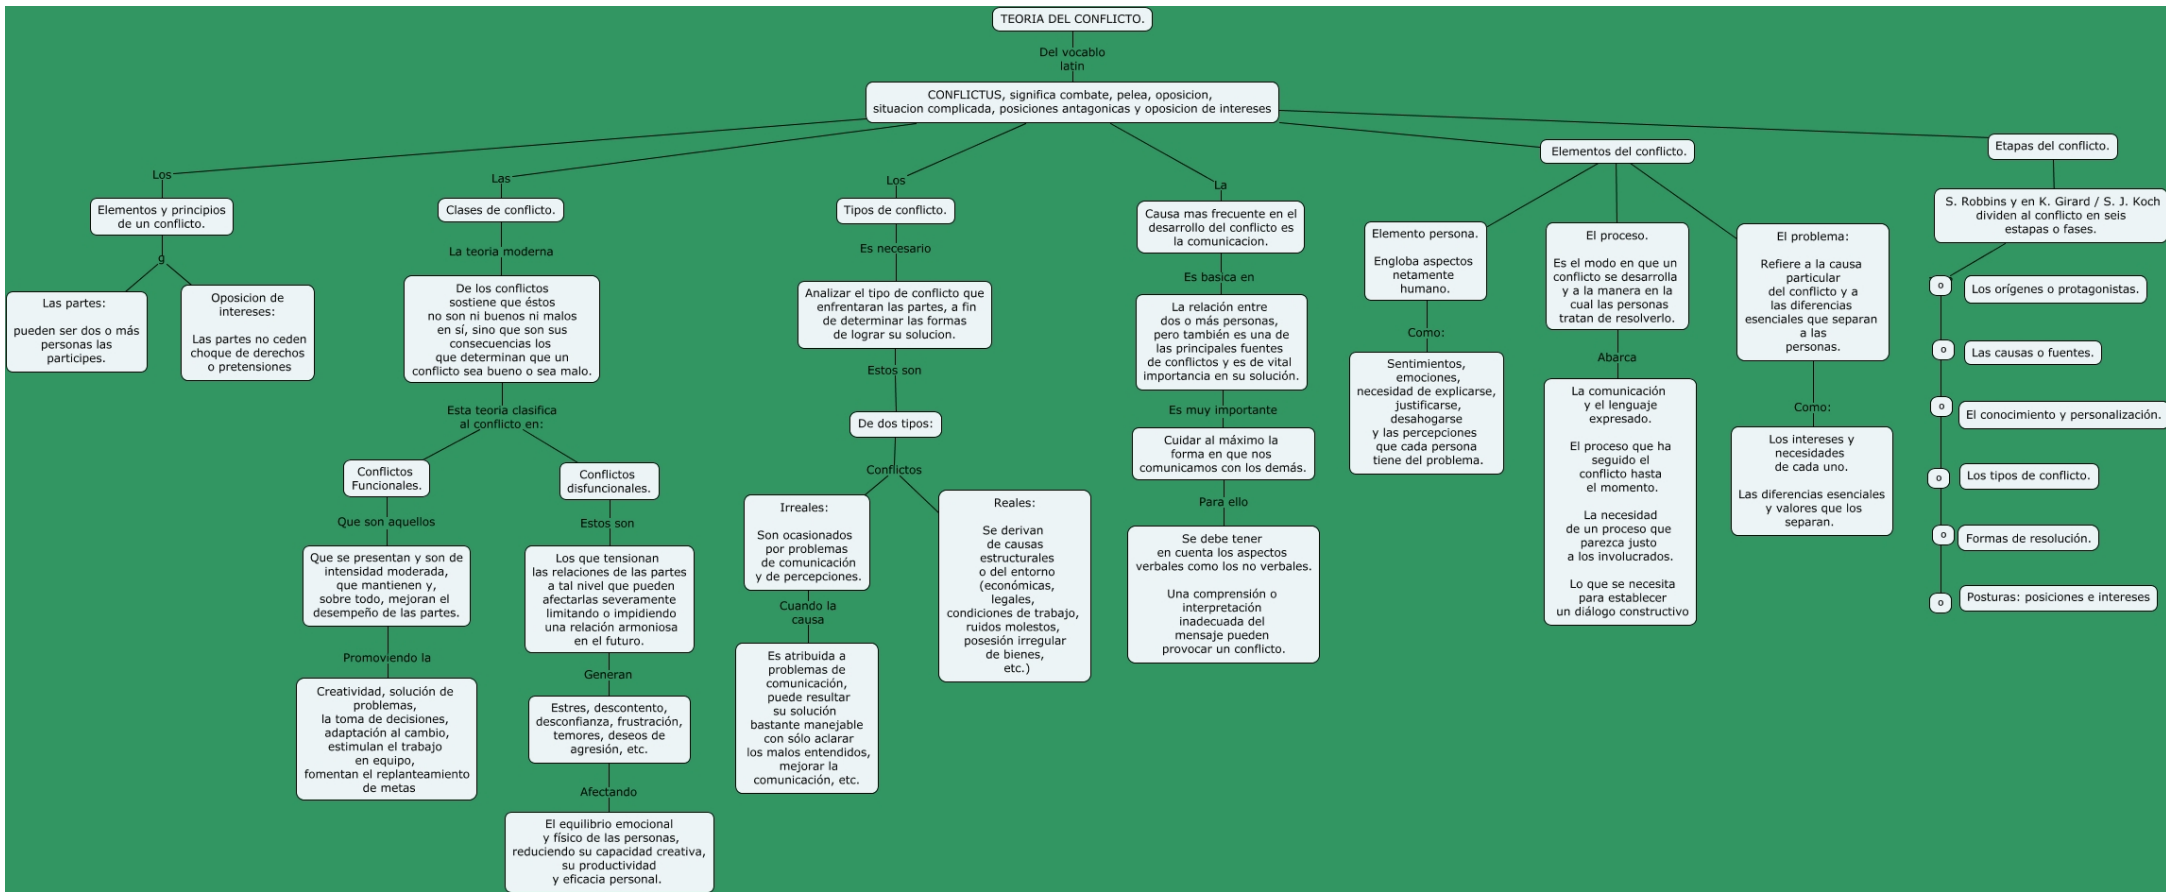 TEORIA DEL CONFLICTO.
Del vocablo
latin
CONFLICTUS, significa combate, pelea, oposicion,
situacion complicada, posiciones antagonicas y oposicion de intereses
Los
Elementos y principios
de un conflicto.
g
Las partes:
pueden ser dos o más
personas las
participes.
Oposicion de
intereses:
Las partes no ceden
choque de derechos
o pretensiones
Las
Clases de conflicto.
La teoria moderna
De los conflictos
sostiene que éstos
no son ni buenos ni malos
en sí, sino que son sus
consecuencias los
que determinan que un
conflicto sea bueno o sea malo.
Esta teoria clasifica
al conflicto en:
Conflictos
Funcionales.
Que son aquellos
Que se presentan y son de
intensidad moderada,
que mantienen y,
sobre todo, mejoran el
desempeño de las partes.
Promoviendo la
Creatividad, solución de
problemas,
la toma de decisiones,
adaptación al cambio,
estimulan el trabajo
en equipo,
fomentan el replanteamiento
de metas
Conflictos
disfuncionales.
Estos son
Los que tensionan
las relaciones de las partes
a tal nivel que pueden
afectarlas severamente
limitando o impidiendo
una relación armoniosa
en el futuro.
Generan
Estres, descontento,
desconfianza, frustración,
temores, deseos de
agresión, etc.
Afectando
El equilibrio emocional
y físico de las personas,
reduciendo su capacidad creativa,
su productividad
y eficacia personal.
Los
Tipos de conflicto.
Es necesario
Analizar el tipo de conflicto que
enfrentaran las partes, a fin
de determinar las formas
de lograr su solucion.
Estos son
De dos tipos:
Conflictos
Irreales:
Son ocasionados
por problemas
de comunicación
y de percepciones.
Cuando la
causa
Es atribuida a
problemas de
comunicación,
puede resultar
su solución
bastante manejable
con sólo aclarar
los malos entendidos,
mejorar la
comunicación, etc.
Reales:
Se derivan
de causas
estructurales
o del entorno
(económicas,
legales,
condiciones de trabajo,
ruidos molestos,
posesión irregular
de bienes,
etc.)
La
Causa mas frecuente en el
desarrollo del conflicto es
la comunicacion.
Es basica en
La relación entre
dos o más personas,
pero también es una de
las principales fuentes
de conflictos y es de vital
importancia en su solución.
Es muy importante
Cuidar al máximo la
forma en que nos
comunicamos con los demás.
Para ello
Se debe tener
en cuenta los aspectos
verbales como los no verbales.
Una comprensión o
interpretación
inadecuada del
mensaje pueden
provocar un conflicto.
Elementos del conflicto.
Elemento persona.
Engloba aspectos
netamente
humano.
Como:
Sentimientos,
emociones,
necesidad de explicarse,
justificarse,
desahogarse
y las percepciones
que cada persona
tiene del problema.
El proceso.
Es el modo en que un
conflicto se desarrolla
y a la manera en la
cual las personas
tratan de resolverlo.
Abarca
La comunicación
y el lenguaje
expresado.
El proceso que ha
seguido el
conflicto hasta
el momento.
La necesidad
de un proceso que
parezca justo
a los involucrados.
Lo que se necesita
para establecer
un diálogo constructivo
El problema:
Refiere a la causa
particular
del conflicto y a
las diferencias
esenciales que separan
a las
personas.
Como:
Los intereses y
necesidades
de cada uno.
Las diferencias esenciales
y valores que los
separan.
Etapas del conflicto.
S. Robbins y en K. Girard / S. J. Koch
dividen al conflicto en seis
estapas o fases.
o Los orígenes o protagonistas.
o Las causas o fuentes.
o El conocimiento y personalización.
o Los tipos de conflicto.
o Formas de resolución.
o Posturas: posiciones e intereses